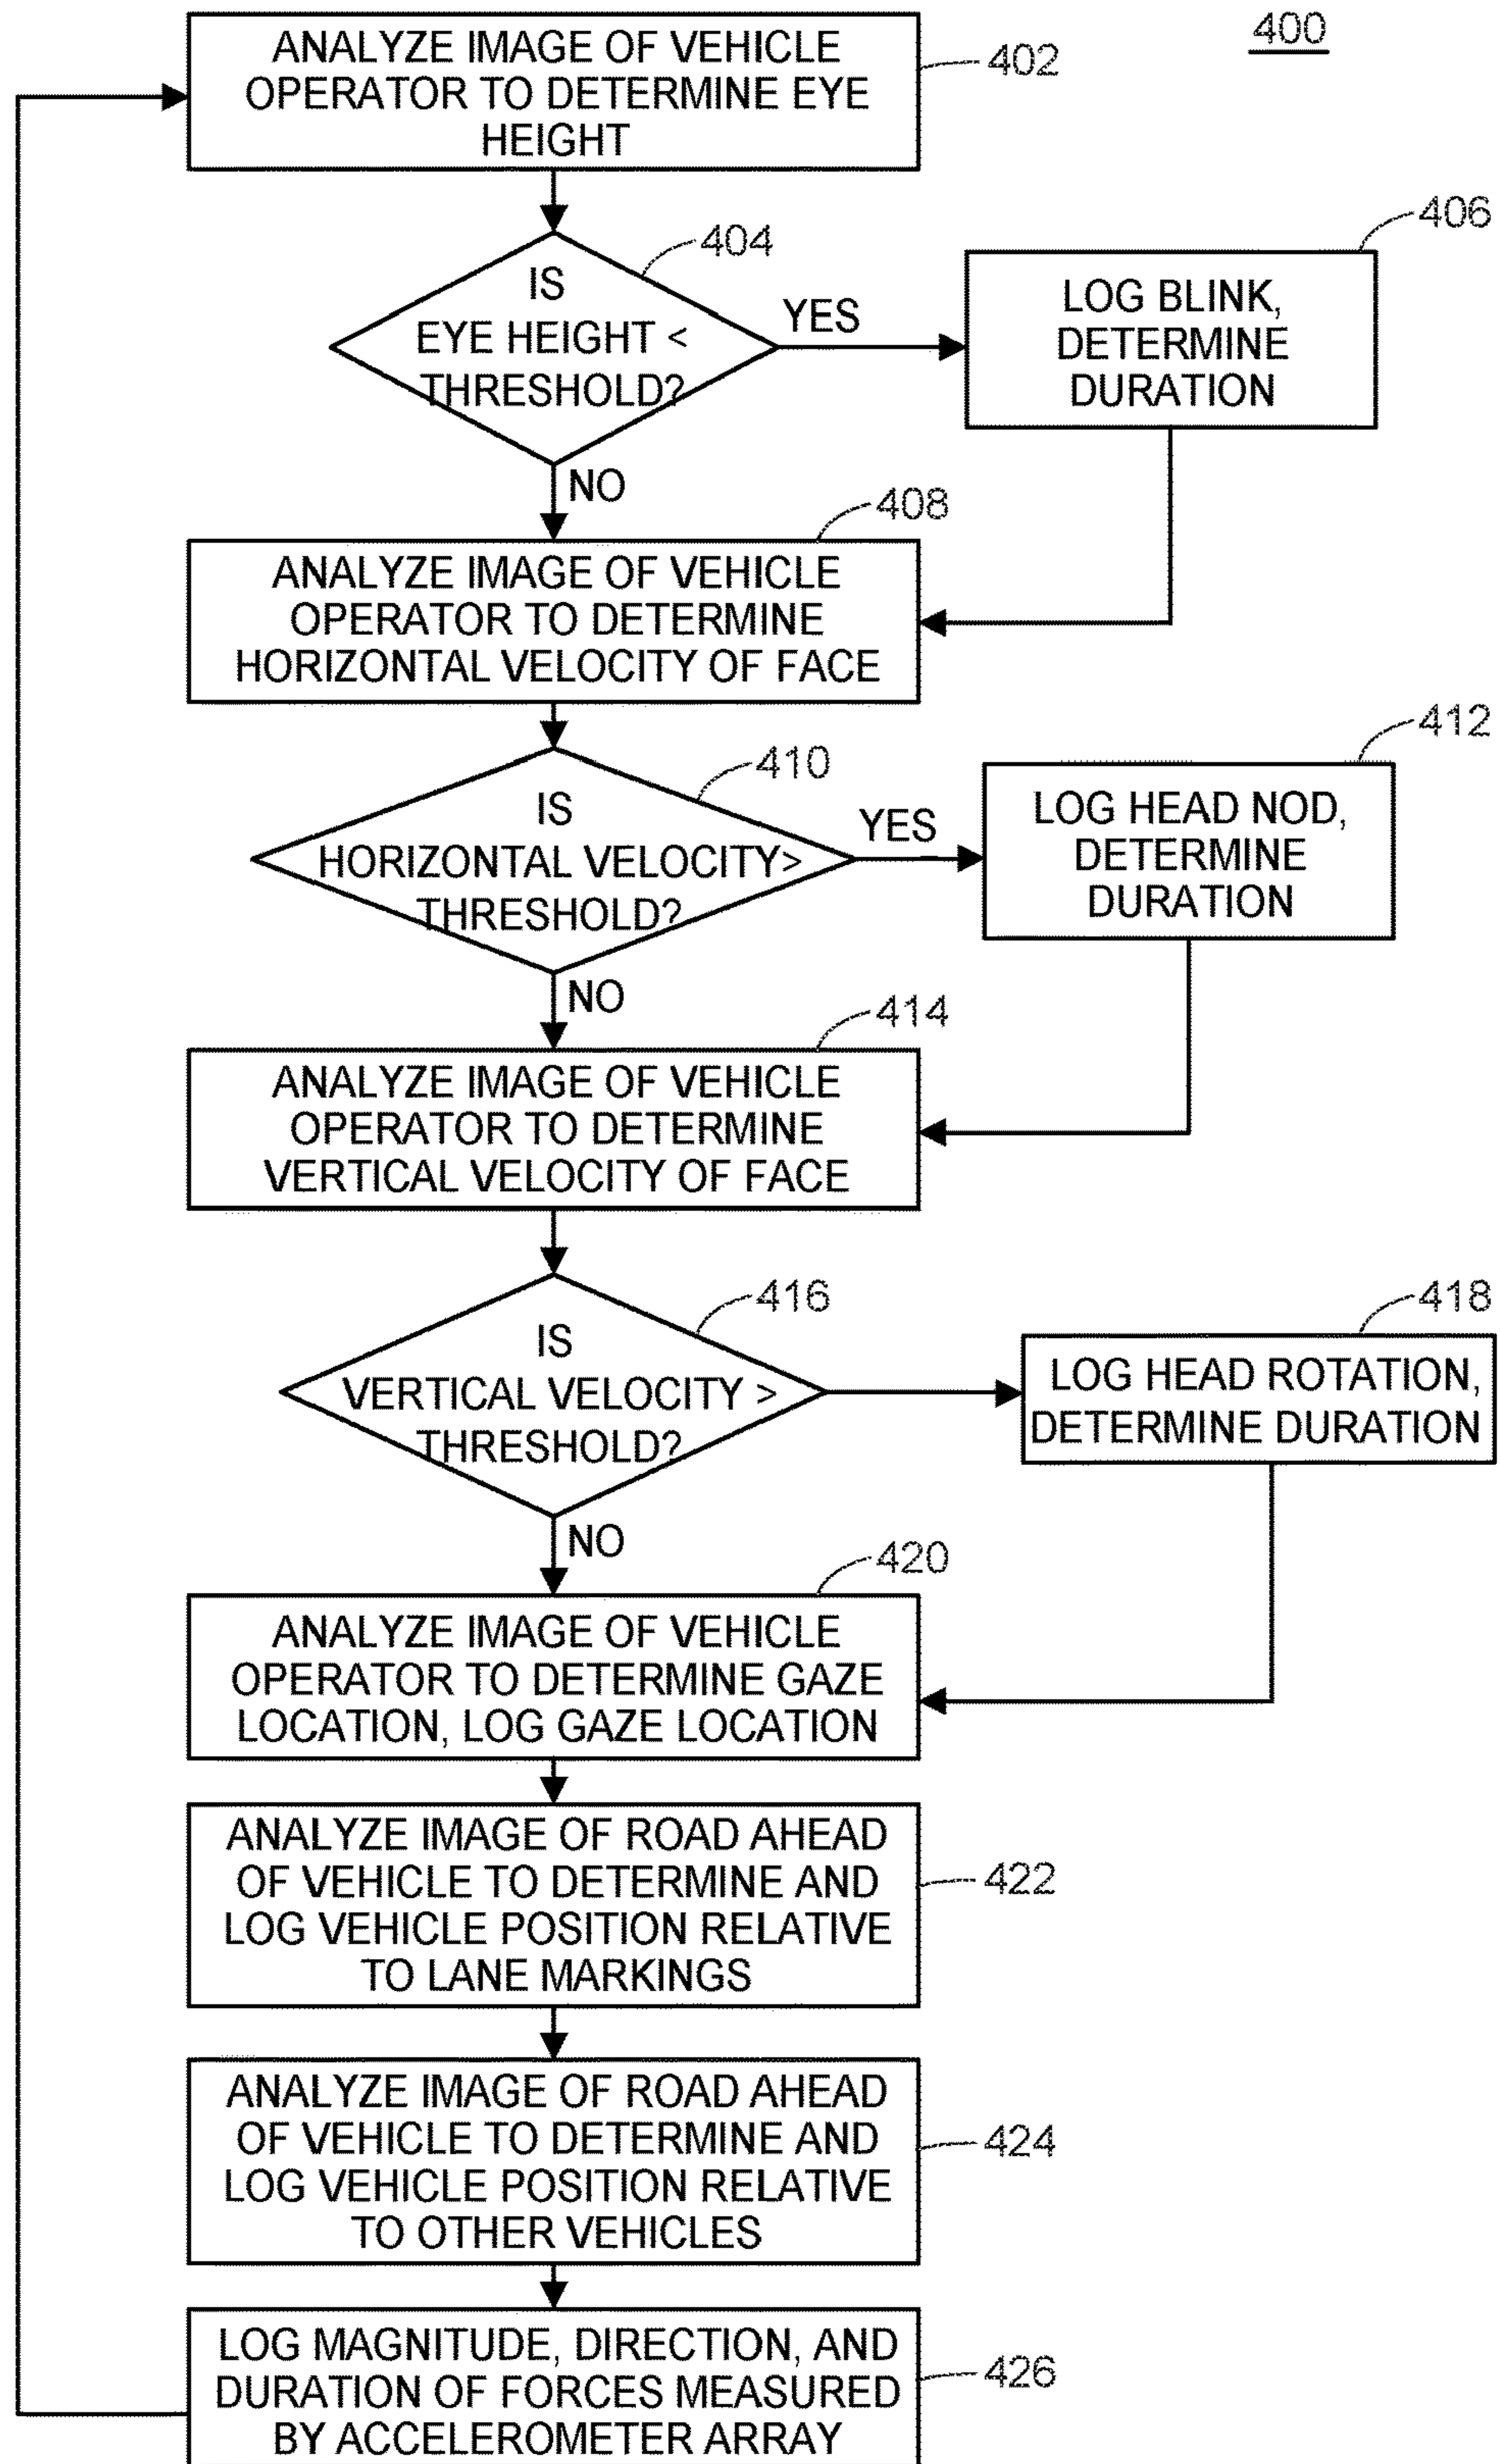 400
ANALYZE IMAGE OF VEHICLE
OPERATOR TO DETERMINE EYE
HEIGHT
402
IS
EYE HEIGHT <
THRESHOLD?
404
YES
LOG BLINK,
DETERMINE
DURATION
406
NO
ANALYZE IMAGE OF VEHICLE
OPERATOR TO DETERMINE
HORIZONTAL VELOCITY OF FACE
408
IS
HORIZONTAL VELOCITY>
THRESHOLD?
410
YES
LOG HEAD NOD,
DETERMINE
DURATION
412
NO
ANALYZE IMAGE OF VEHICLE
OPERATOR TO DETERMINE
VERTICAL VELOCITY OF FACE
414
IS
VERTICAL VELOCITY >
THRESHOLD?
416
LOG HEAD ROTATION,
DETERMINE DURATION
418
NO
ANALYZE IMAGE OF VEHICLE
OPERATOR TO DETERMINE GAZE
LOCATION, LOG GAZE LOCATION
420
ANALYZE IMAGE OF ROAD AHEAD
OF VEHICLE TO DETERMINE AND
LOG VEHICLE POSITION RELATIVE
TO LANE MARKINGS
422
ANALYZE IMAGE OF ROAD AHEAD
OF VEHICLE TO DETERMINE AND
LOG VEHICLE POSITION RELATIVE
TO OTHER VEHICLES
424
LOG MAGNITUDE, DIRECTION, AND
DURATION OF FORCES MEASURED
BY ACCELEROMETER ARRAY
426